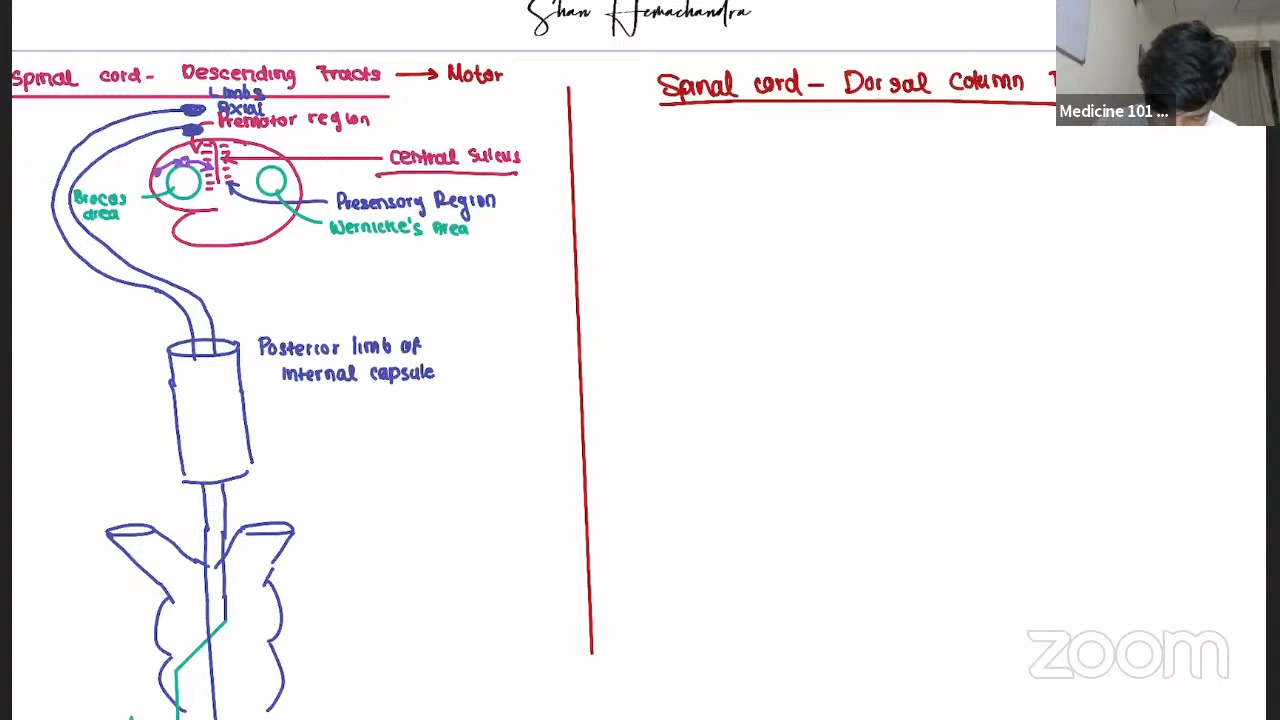 Shan Hemachandra
Spinal cord - Descending Tracts → Motor
Limbs
Axial
Premotor region
Central Sulcus
Brocas
area
Presensory Region
Wernicke's Area
Posterior limb of
internal capsule
Spinal cord - Dorsal Column
Medicine 101 ...
zoom